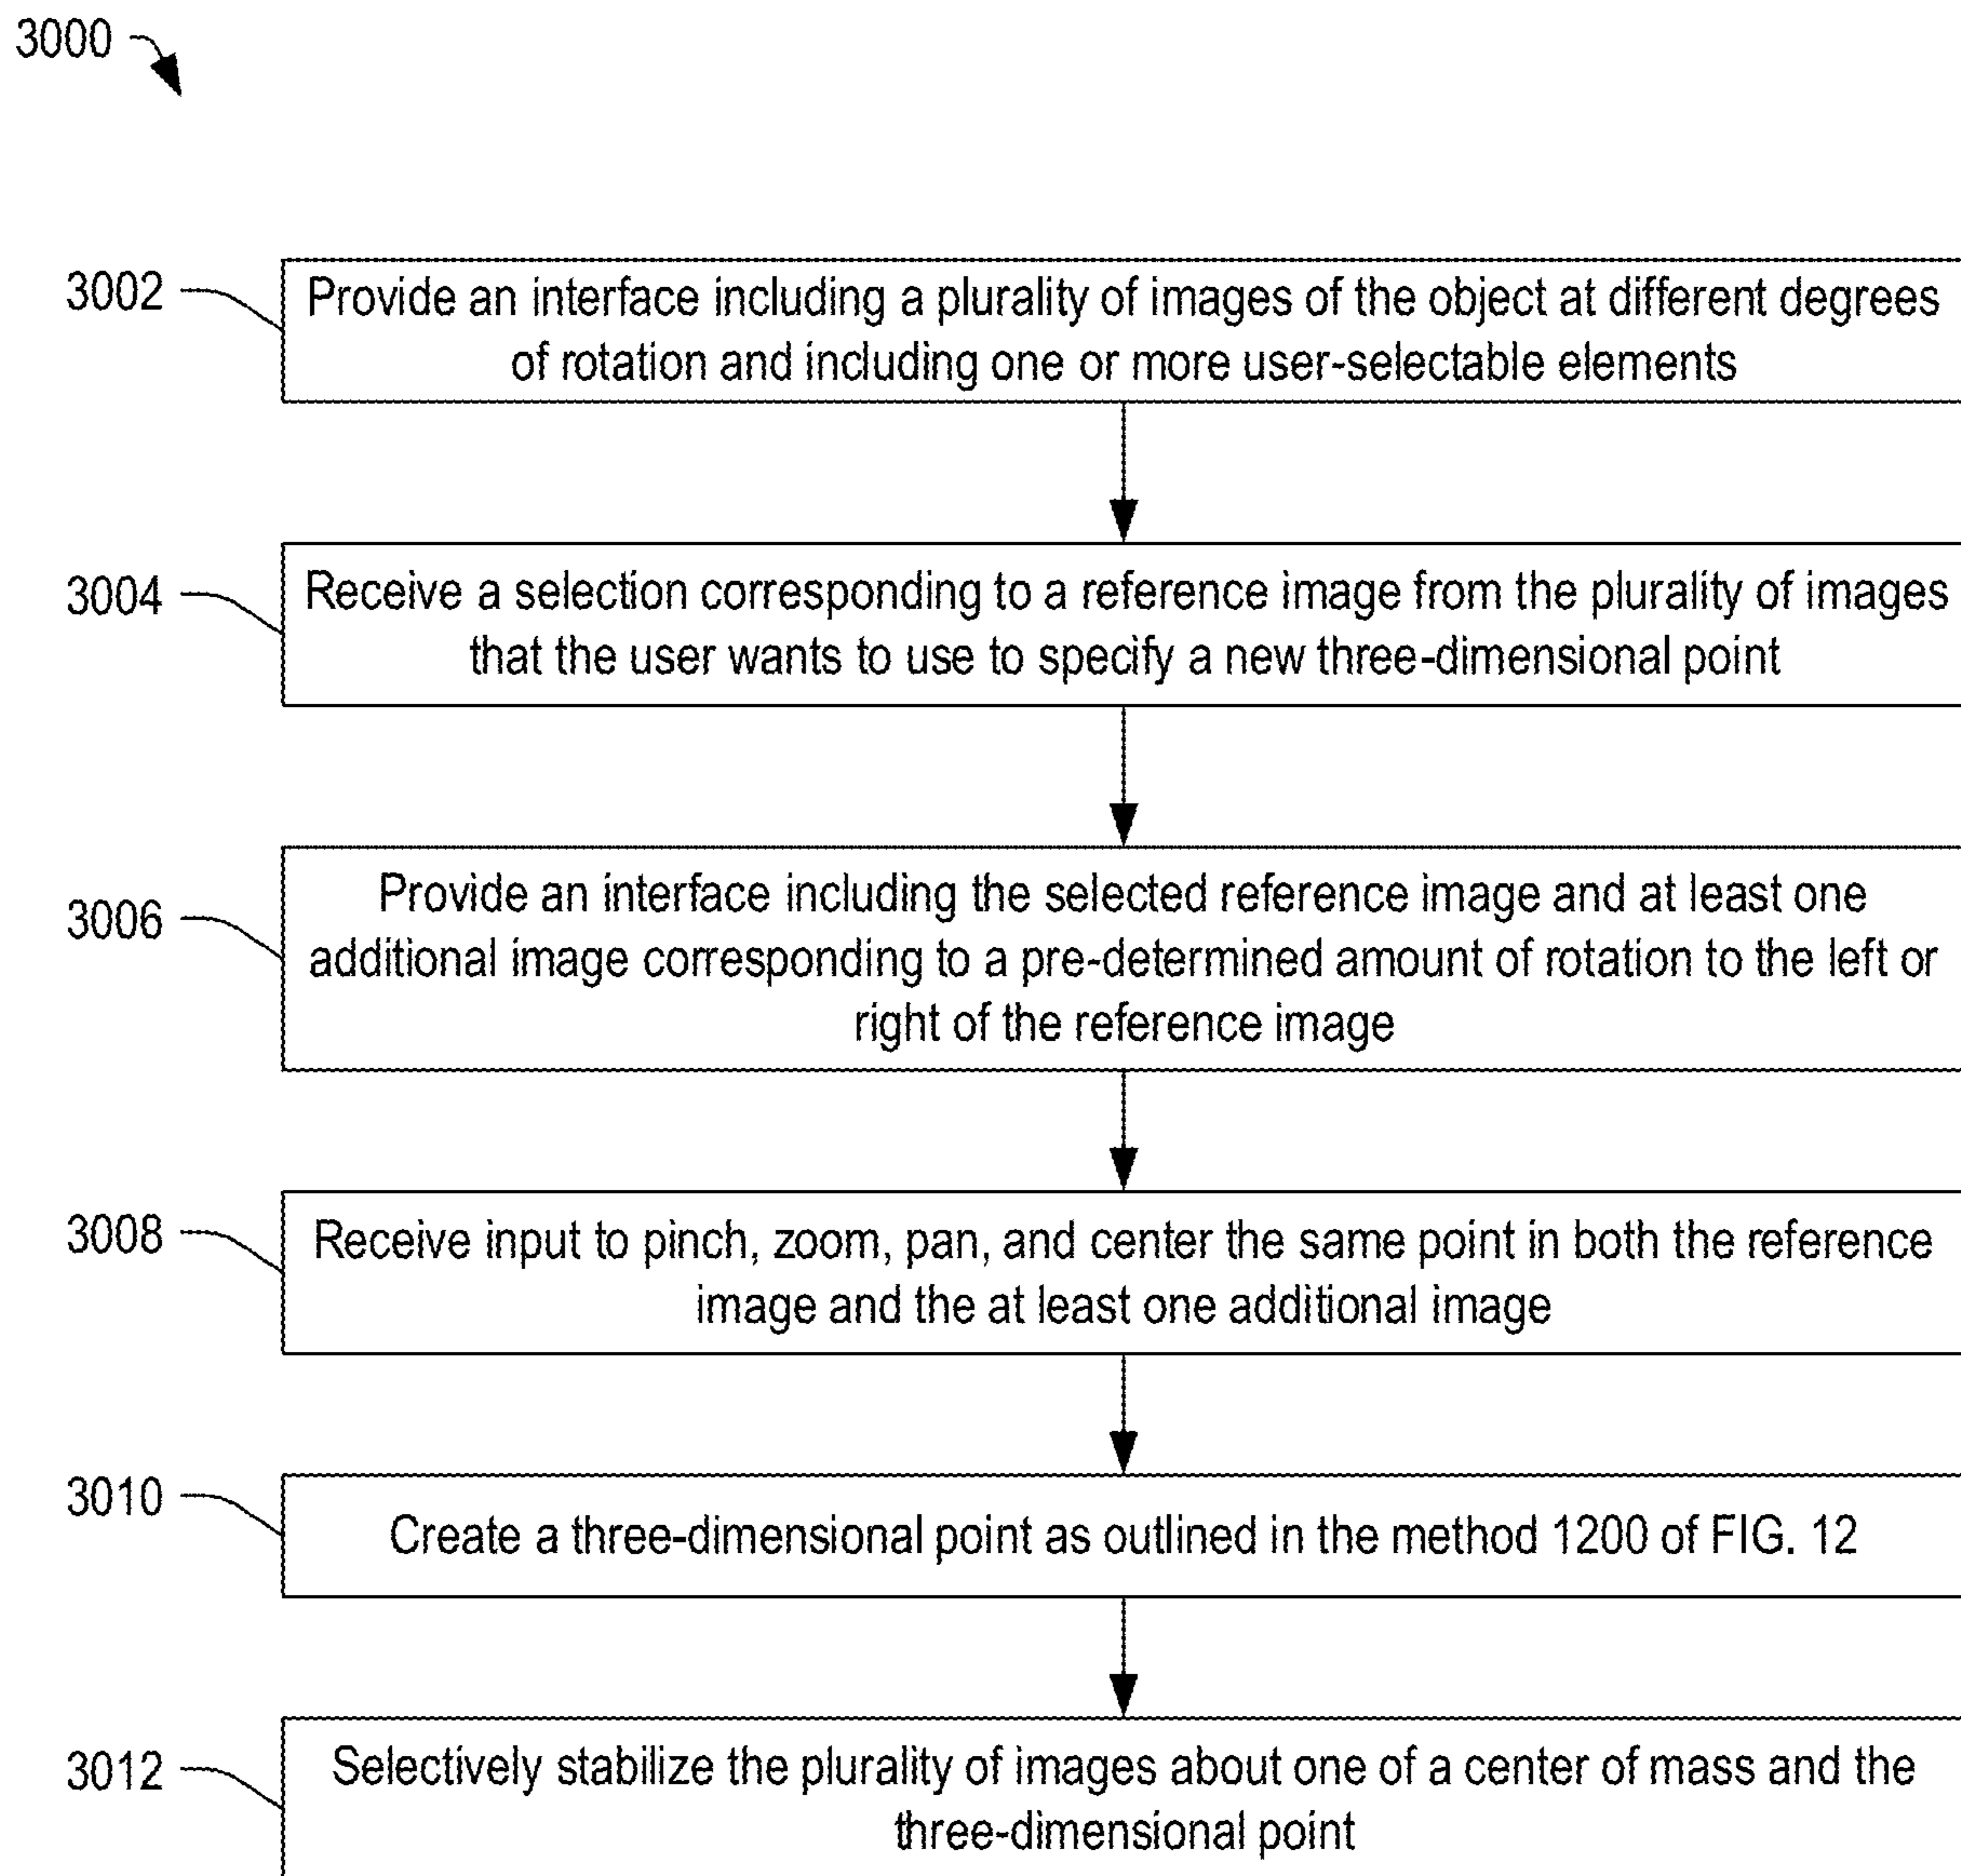 3000
3002
Provide an interface including a plurality of images of the object at different degrees
of rotation and including one or more user-selectable elements
3004
Receive a selection corresponding to a reference image from the plurality of images
that the user wants to use to specify a new three-dimensional point
3006
Provide an interface including the selected reference image and at least one
additional image corresponding to a pre-determined amount of rotation to the left or
right of the reference image
3008
Receive input to pinch, zoom, pan, and center the same point in both the reference
image and the at least one additional image
3010
Create a three-dimensional point as outlined in the method 1200 of FIG. 12
3012
Selectively stabilize the plurality of images about one of a center of mass and the
three-dimensional point